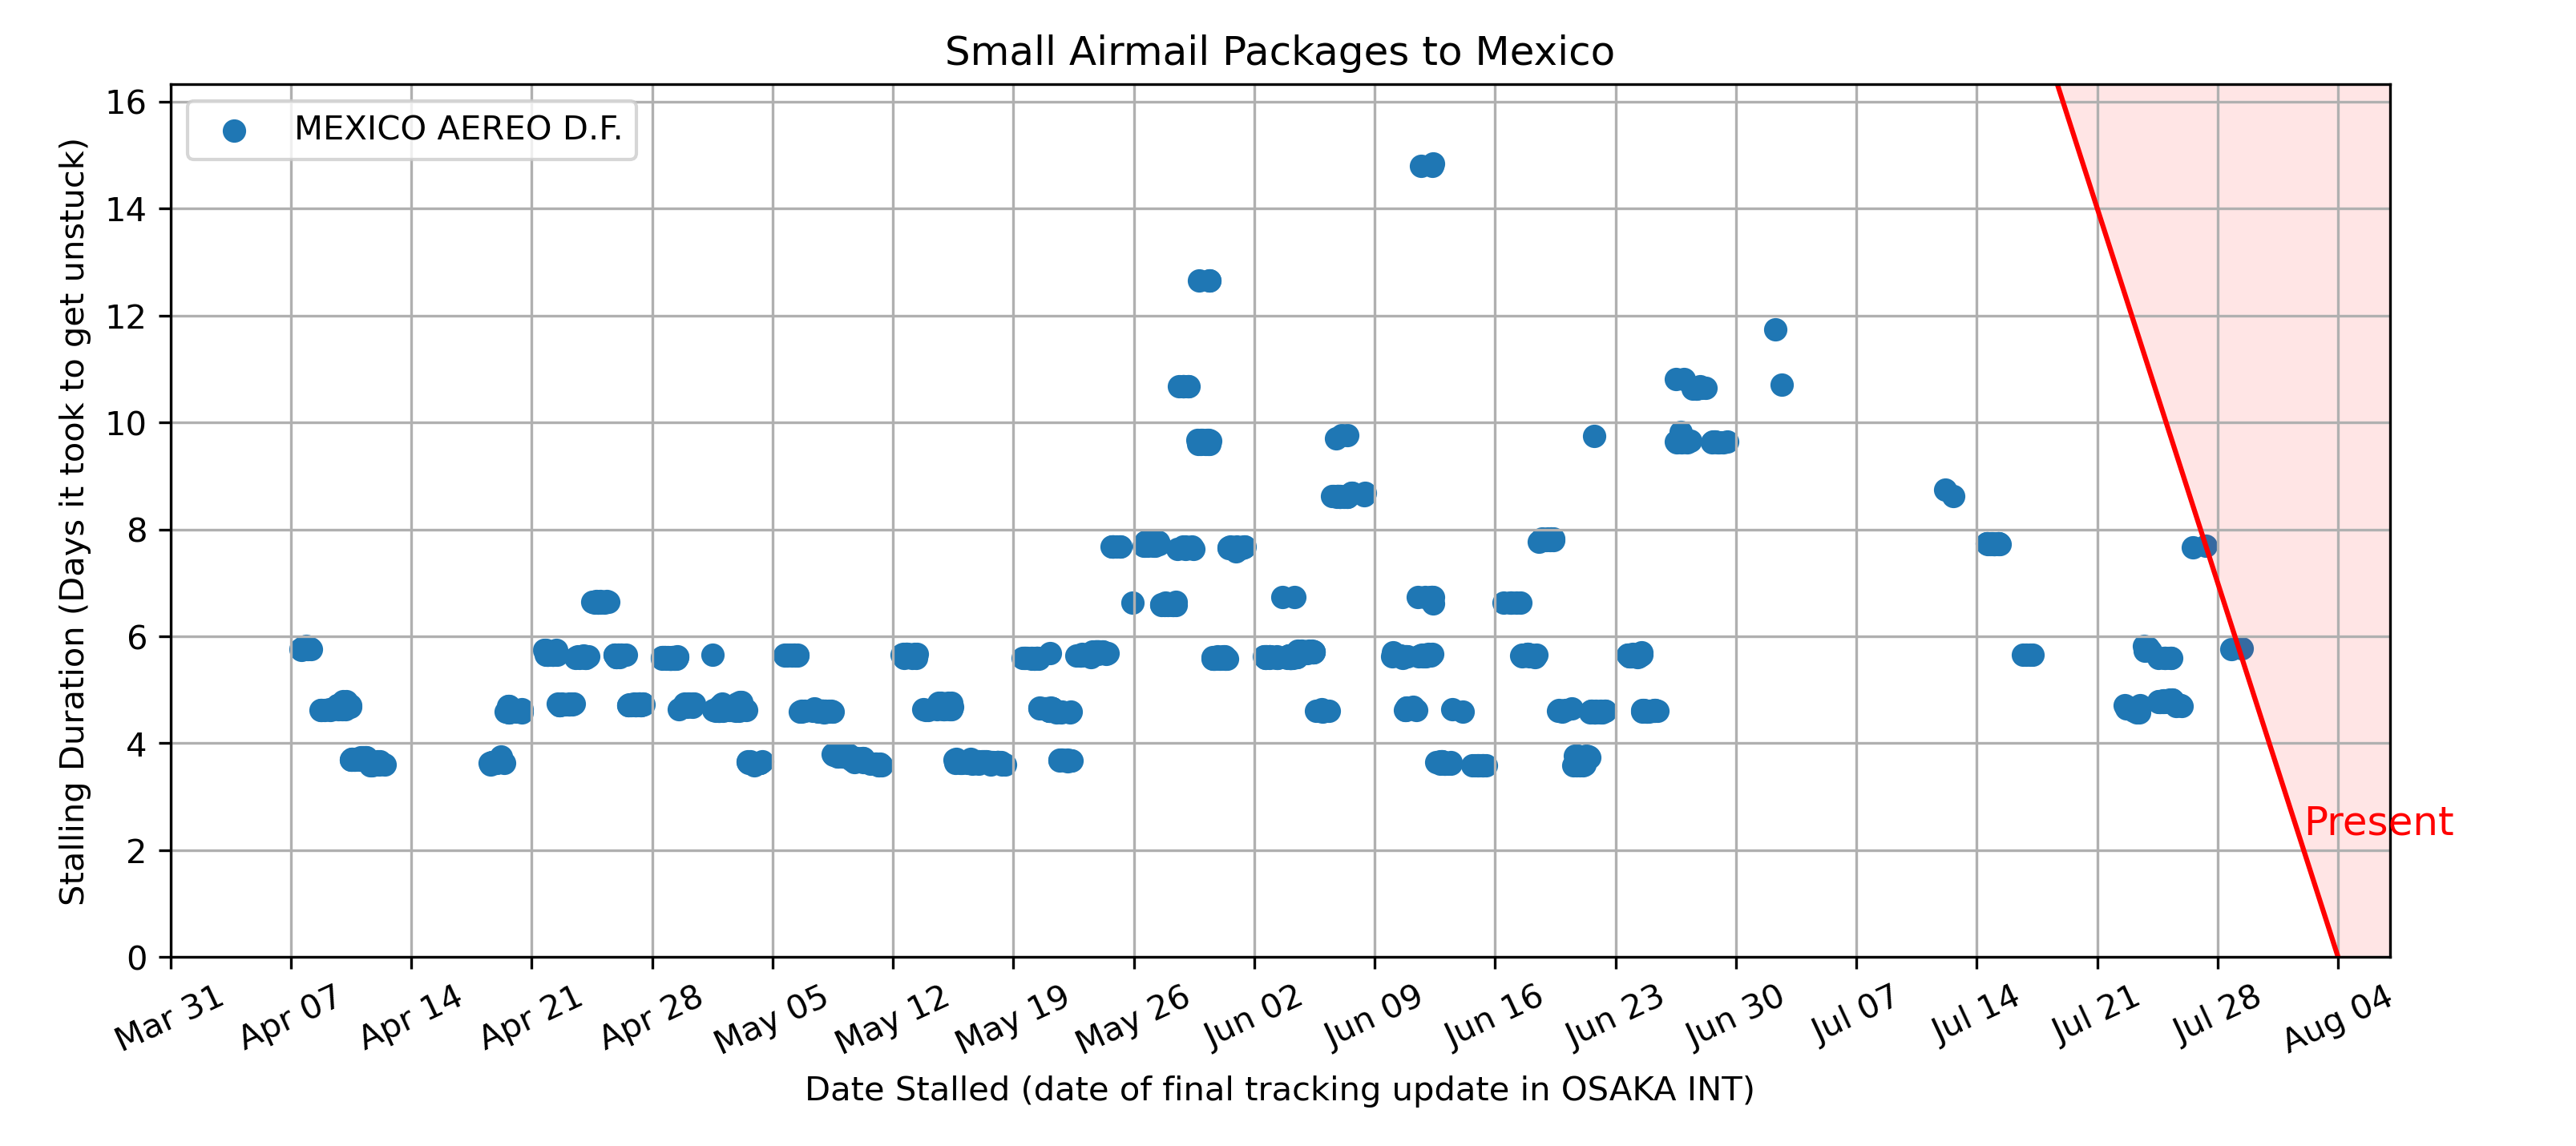 Small Airmail Packages to Mexico
MEXICO AEREO D.F.
Stalling Duration (Days it took to get unstuck)
16
14
12
10
8
6
4
2
0
Present
Mar 31
Apr 07
Apr 14
Apr 21
Apr 28
May 05
May 12
May 19
May 26
Jun 02
Jun 09
Jun 16
Jun 23
Jun 30
Jul 07
Jul 14
Jul 21
Jul 28
Aug 04
Date Stalled (date of final tracking update in OSAKA INT)